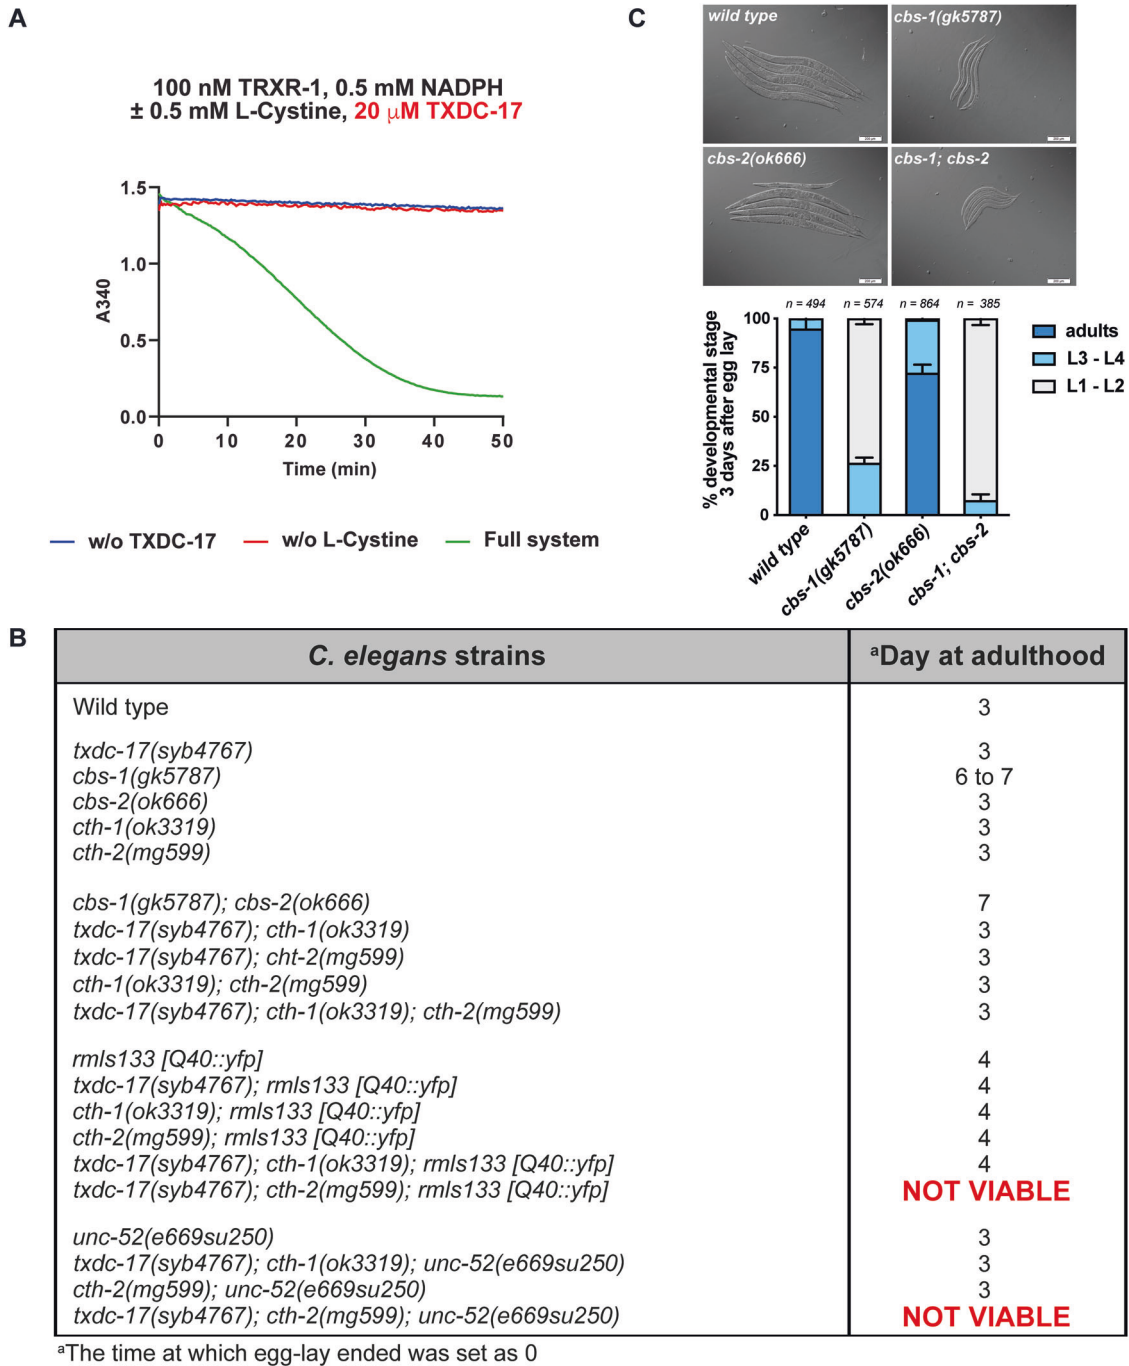 A
100 nM TRXR-1, 0.5 mM NADPH
± 0.5 mM L-Cystine, 20 μM TXDC-17
1.5
1.0
0.5
0.0
A340
0 10 20 30 40 50
Time (min)
w/o TXDC-17 w/o L-Cystine Full system
C
wild type
cbs-1(gk5787)
cbs-2(ok666)
cbs-1; cbs-2
n = 494 n = 574 n = 864 n = 385
100
75
50
25
0
% developmental stage
3 days after egg lay
adults
L3 - L4
L1 - L2
wild type
cbs-1(gk5787)
cbs-2(ok666)
cbs-1; cbs-2
B
C. elegans strains aDay at adulthood
Wild type 3
txdc-17(syb4767) 3
cbs-1(gk5787) 6 to 7
cbs-2(ok666) 3
cth-1(ok3319) 3
cth-2(mg599) 3
cbs-1(gk5787); cbs-2(ok666) 7
txdc-17(syb4767); cth-1(ok3319) 3
txdc-17(syb4767); cht-2(mg599) 3
cth-1(ok3319); cth-2(mg599) 3
txdc-17(syb4767); cth-1(ok3319); cth-2(mg599) 3
rmIs133 [Q40::yfp] 4
txdc-17(syb4767); rmIs133 [Q40::yfp] 4
cth-1(ok3319); rmIs133 [Q40::yfp] 4
cth-2(mg599); rmIs133 [Q40::yfp] 4
txdc-17(syb4767); cth-1(ok3319); rmIs133 [Q40::yfp] 4
txdc-17(syb4767); cth-2(mg599); rmIs133 [Q40::yfp] NOT VIABLE
unc-52(e669su250) 3
txdc-17(syb4767); cth-1(ok3319); unc-52(e669su250) 3
cth-2(mg599); unc-52(e669su250) 3
txdc-17(syb4767); cth-2(mg599); unc-52(e669su250) NOT VIABLE
aThe time at which egg-lay ended was set as 0